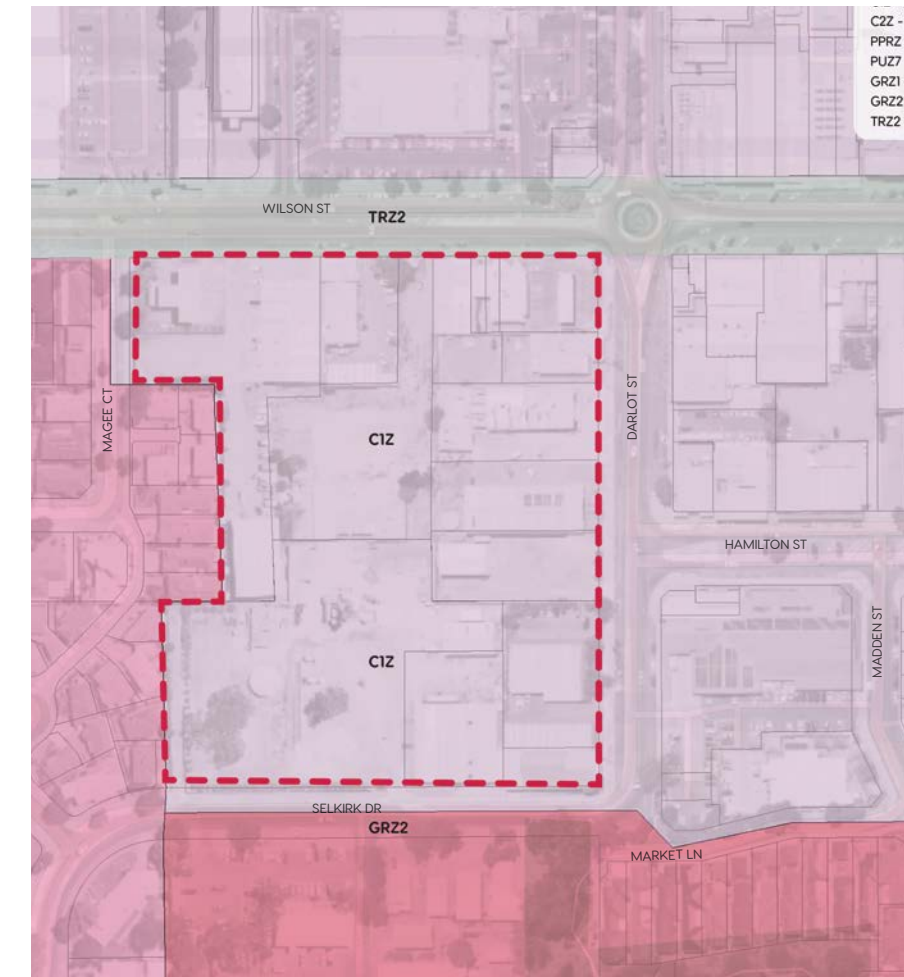 C2Z -
PPRZ
PUZ7
GRZ1
GRZ2
TRZ2
WILSON ST
TRZ2
MAGEE CT
DARLOT ST
C1Z
HAMILTON ST
MADDEN ST
C1Z
SELKIRK DR
GRZ2
MARKET LN